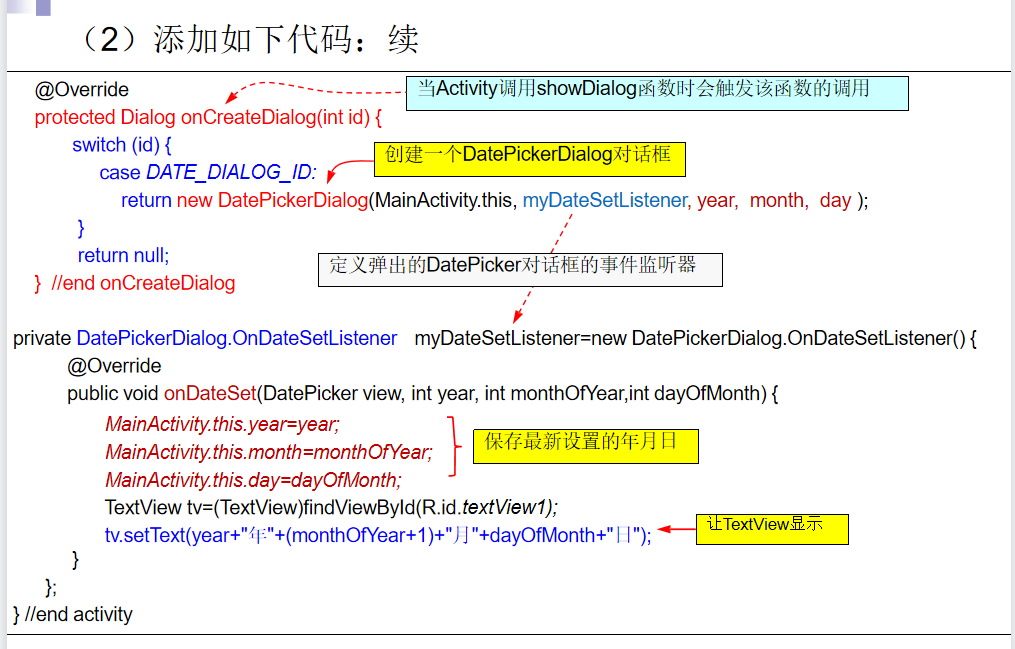 （2）添加如下代码：续
@Override
当Activity调用showDialog函数时会触发该函数的调用
protected Dialog onCreateDialog(int id) {
switch (id) {
创建一个DatePickerDialog对话框
case DATE_DIALOG_ID:
return new DatePickerDialog(MainActivity.this, myDateSetListener, year, month, day );
}
return null;
定义弹出的DatePicker对话框的事件监听器
} //end onCreateDialog
private DatePickerDialog.OnDateSetListener myDateSetListener=new DatePickerDialog.OnDateSetListener() {
@Override
public void onDateSet(DatePicker view, int year, int monthOfYear,int dayOfMonth) {
MainActivity.this.year=year;
MainActivity.this.month=monthOfYear;
保存最新设置的年月日
MainActivity.this.day=dayOfMonth;
TextView tv=(TextView)findViewById(R.id.textView1);
tv.setText(year+"年"+(monthOfYear+1)+"月"+dayOfMonth+"日");
让TextView显示
}
};
} //end activity